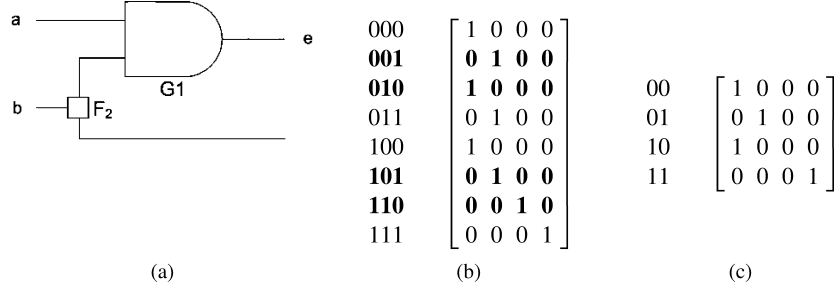 a
e
G1
b
F2
(a)
000 1 0 0 0
001 0 1 0 0
010 1 0 0 0
011 0 1 0 0
100 1 0 0 0
101 0 1 0 0
110 0 0 1 0
111 0 0 0 1
(b)
00 1 0 0 0
01 0 1 0 0
10 1 0 0 0
11 0 0 0 1
(c)